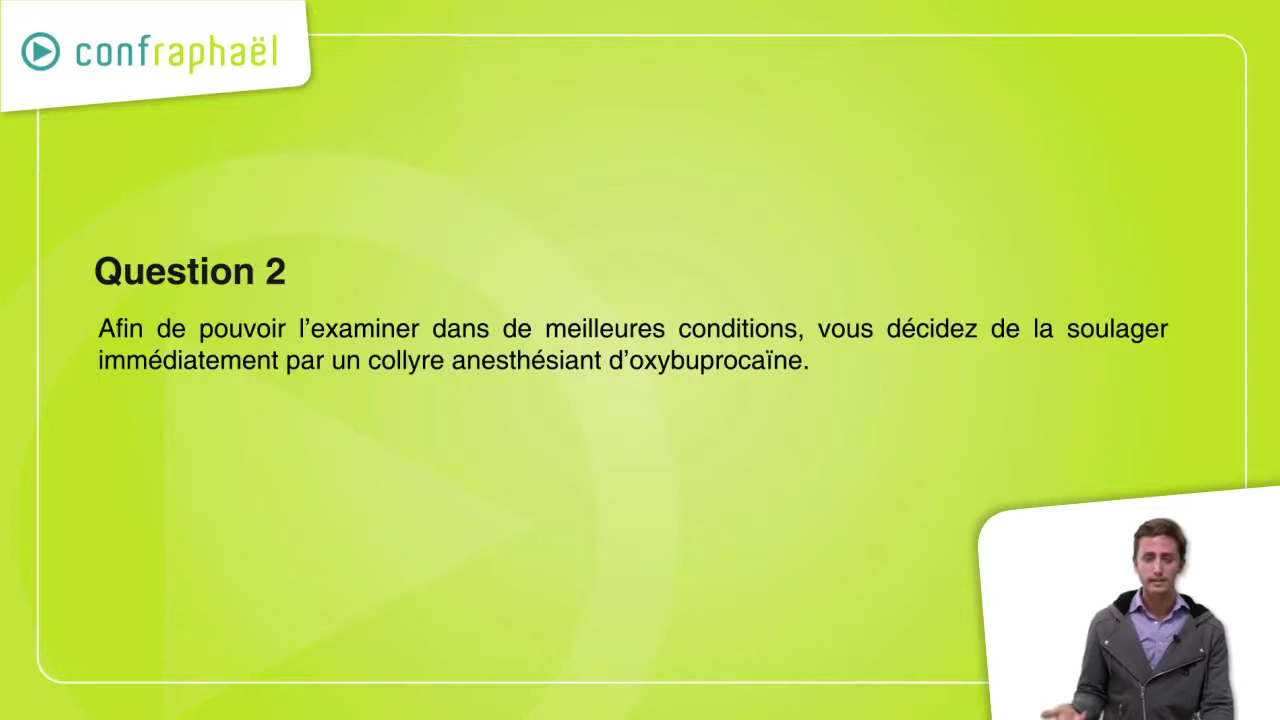 confraphaël
Question 2
Afin de pouvoir l’examiner dans de meilleures conditions, vous décidez de la soulager
immédiatement par un collyre anesthésiant d’oxybuprocaïne.